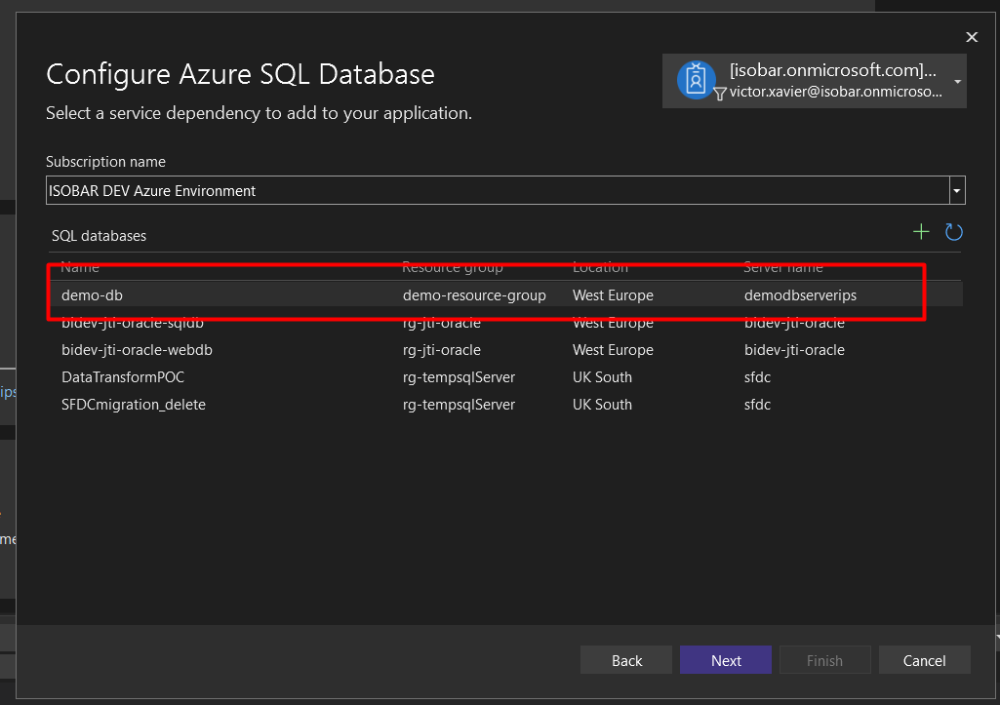 Configure Azure SQL Database
[isobar.onmicrosoft.com]...
victor.xavier@isobar.onmicroso...
Select a service dependency to add to your application.
Subscription name
ISOBAR DEV Azure Environment
SQL databases
Name Resource group Location Server name
demo-db demo-resource-group West Europe demodbserverips
bidev-jti-oracle-sqldb rg-jti-oracle West Europe bidev-jti-oracle
bidev-jti-oracle-webdb rg-jti-oracle West Europe bidev-jti-oracle
DataTransformPOC rg-tempsqlServer UK South sfdc
SFDCmigration_delete rg-tempsqlServer UK South sfdc
ips
me
Back Next Finish Cancel